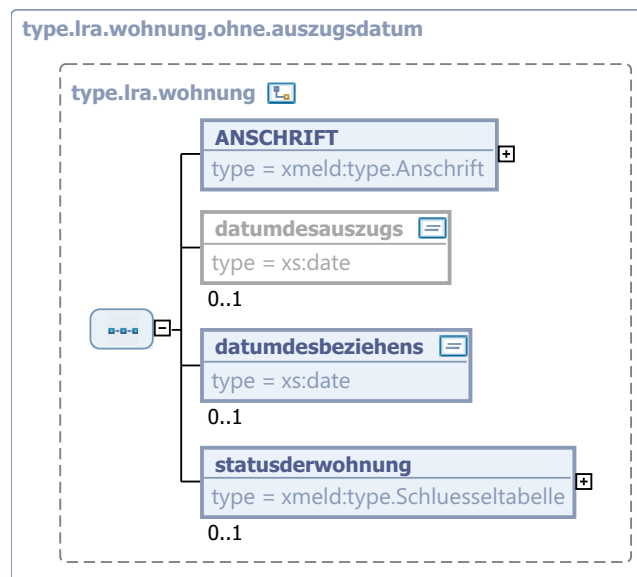 type.lra.wohnung.ohne.auszugsdatum
type.lra.wohnung
ANSCHRIFT
type = xmeld:type.Anschrift
datumdesauszugs
type = xs:date
0..1
datumdesbeziehens
type = xs:date
0..1
statusderwohnung
type = xmeld:type.Schluesseltabelle
0..1